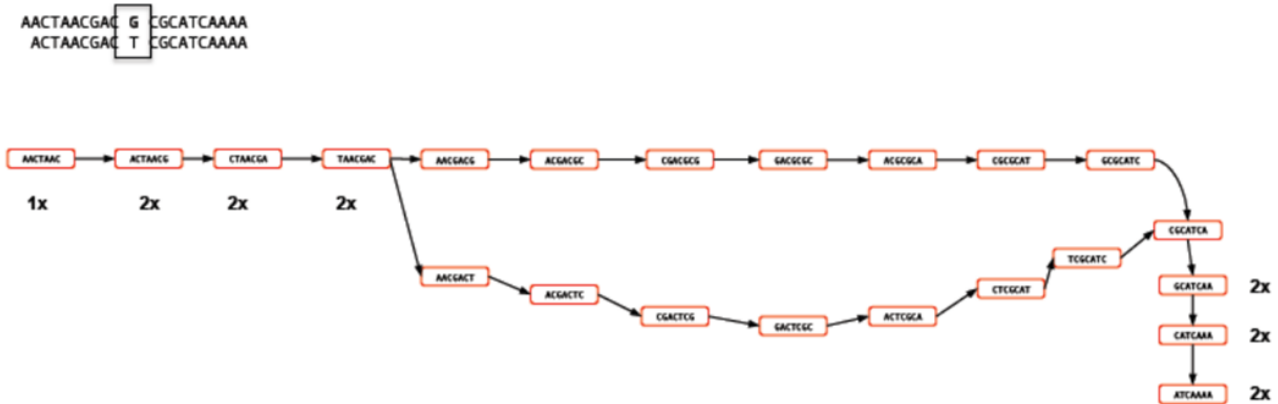 AACTAACGAC G CGCATCAAAA
ACTAACGAC T CGCATCAAAA
AACTAAC ACTAACG CTAACGA TAACGAC AACGACG ACGACGC CGACGCG GACGCGC ACGCGCA CGCGCAT GCGCATC
1x 2x 2x 2x
CGCATCA
TCGCATC
AACGACT
GCATCAA 2x
ACGACTC
CTCGCAT
CGACTCG
ACTCGCA
GACTCGC
CATCAAA 2x
ATCAAAA 2x